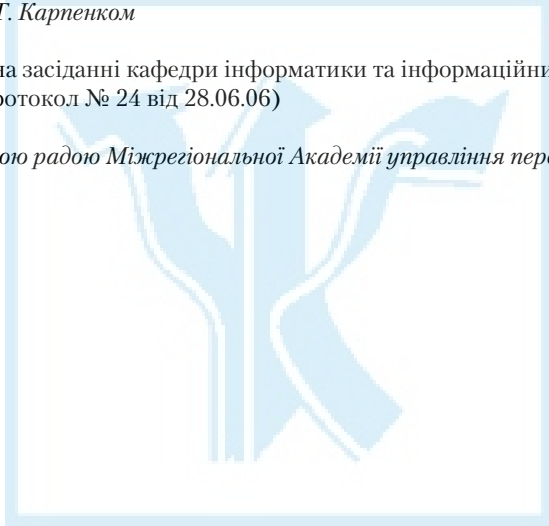 Т. Карпенком
на засіданні кафедри інформатики та інформаційни
ротокол № 24 від 28.06.06)
ою радою Міжрегіональної Академії управління пер